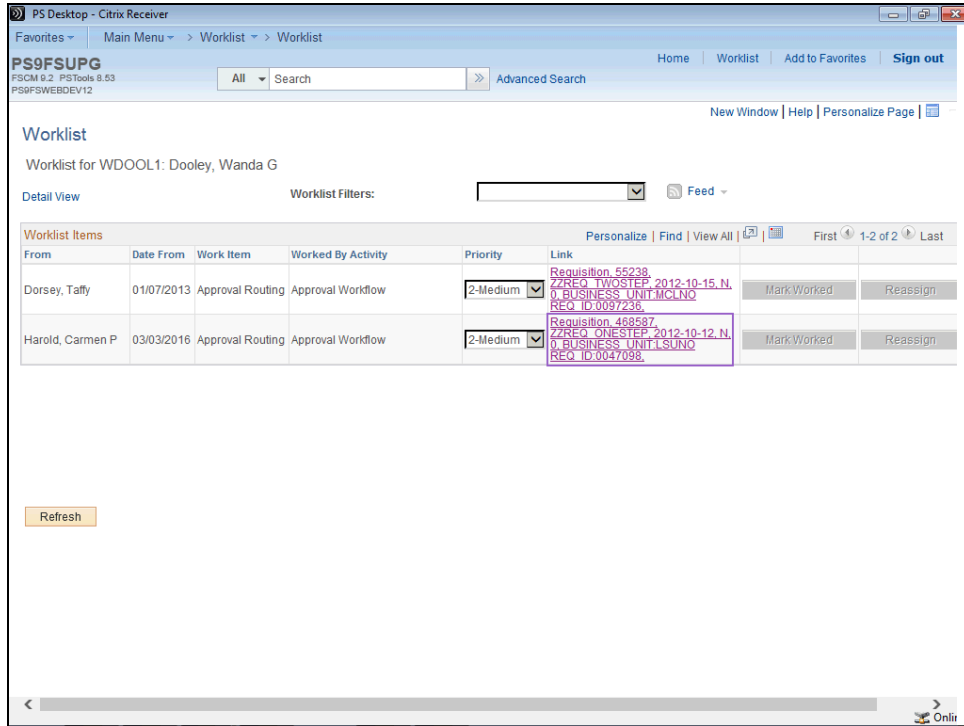 PS Desktop - Citrix Receiver
Favorites Main Menu > Worklist > Worklist
PS9FSUPG
FSCM 9.2 PSTools 8.53
PS9FSWEBDEV12
All Search » Advanced Search
Home Worklist Add to Favorites Sign out
New Window | Help | Personalize Page |
Worklist
Worklist for WDOOL1: Dooley, Wanda G
Detail View Worklist Filters: Feed
Worklist Items Personalize | Find | View All | | First 1-2 of 2 Last
From Date From Work Item Worked By Activity Priority Link
Dorsey, Taffy 01/07/2013 Approval Routing Approval Workflow 2-Medium Requisition, 55238,
ZZREQ_TWOSTEP, 2012-10-15, N,
0, BUSINESS_UNIT:MCLNO
REQ_ID:0097236,
Mark Worked Reassign
Harold, Carmen P 03/03/2016 Approval Routing Approval Workflow 2-Medium Requisition, 468587,
ZZREQ_ONESTEP, 2012-10-12, N,
0, BUSINESS_UNIT:LSUNO
REQ_ID:0047098,
Mark Worked Reassign
Refresh